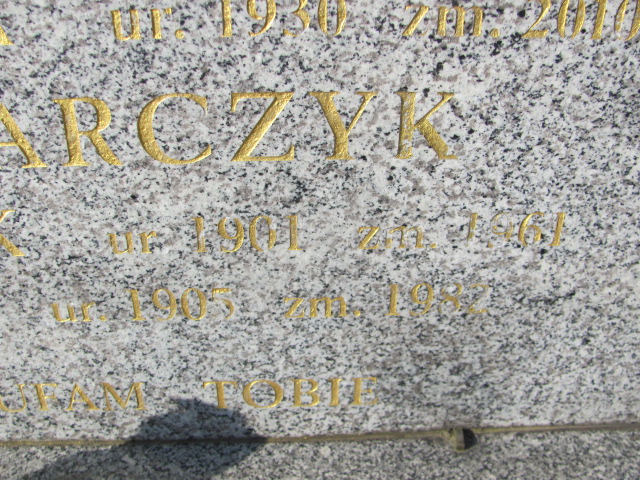 ur. 1930 zm. 2010
ARCZYK
K ur 1901 zm. 1961
ur. 1905 zm. 1982
UFAM TOBIE